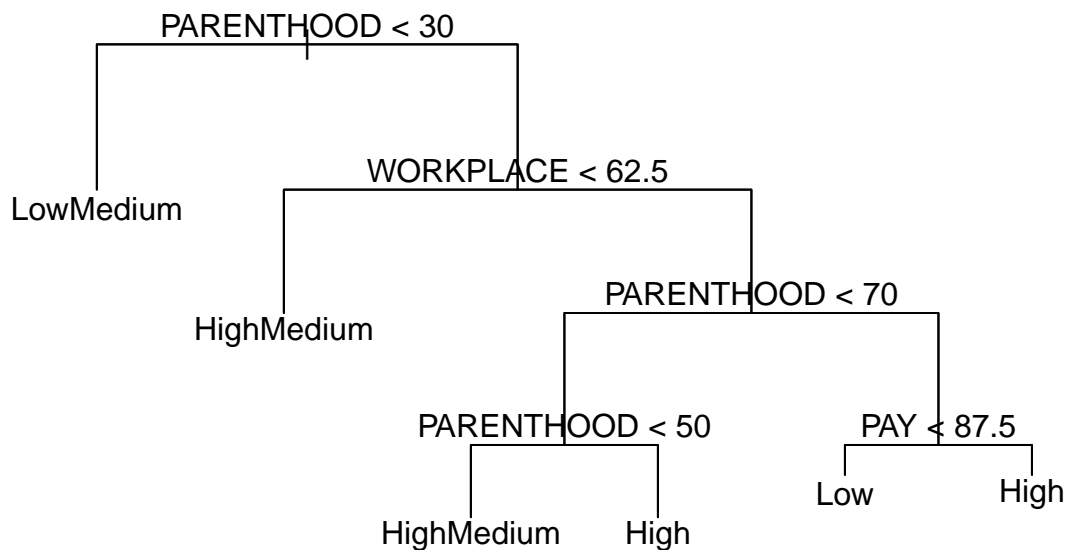 PARENTHOOD < 30
WORKPLACE < 62.5
LowMedium
PARENTHOOD < 70
HighMedium
PARENTHOOD < 50
PAY < 87.5
Low
High
HighMedium
High